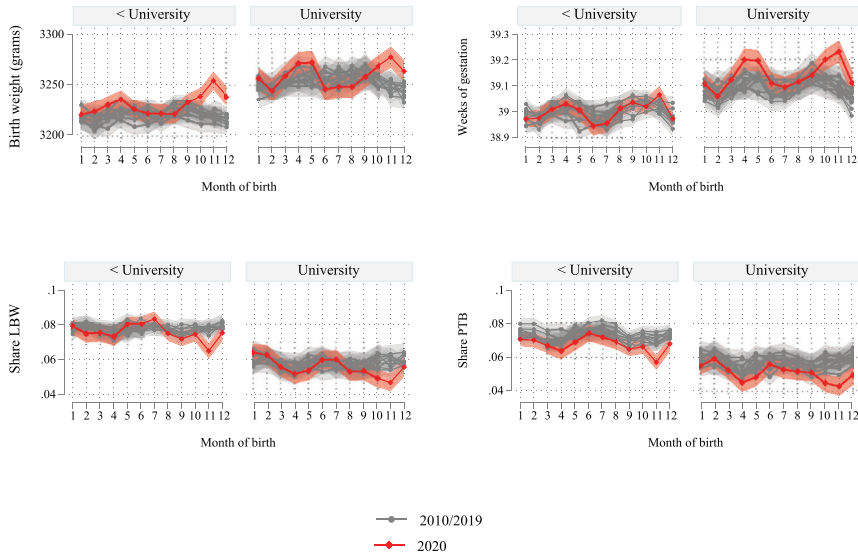 < University University
Birth weight (grams)
3300
3250
3200
1 2 3 4 5 6 7 8 9 10 11 12 1 2 3 4 5 6 7 8 9 10 11 12
Month of birth
< University University
Weeks of gestation
39.3
39.2
39.1
39
38.9
1 2 3 4 5 6 7 8 9 10 11 12 1 2 3 4 5 6 7 8 9 10 11 12
Month of birth
< University University
Share LBW
.1
.08
.06
.04
1 2 3 4 5 6 7 8 9 10 11 12 1 2 3 4 5 6 7 8 9 10 11 12
Month of birth
< University University
Share PTB
.1
.08
.06
.04
1 2 3 4 5 6 7 8 9 10 11 12 1 2 3 4 5 6 7 8 9 10 11 12
Month of birth
2010/2019
2020